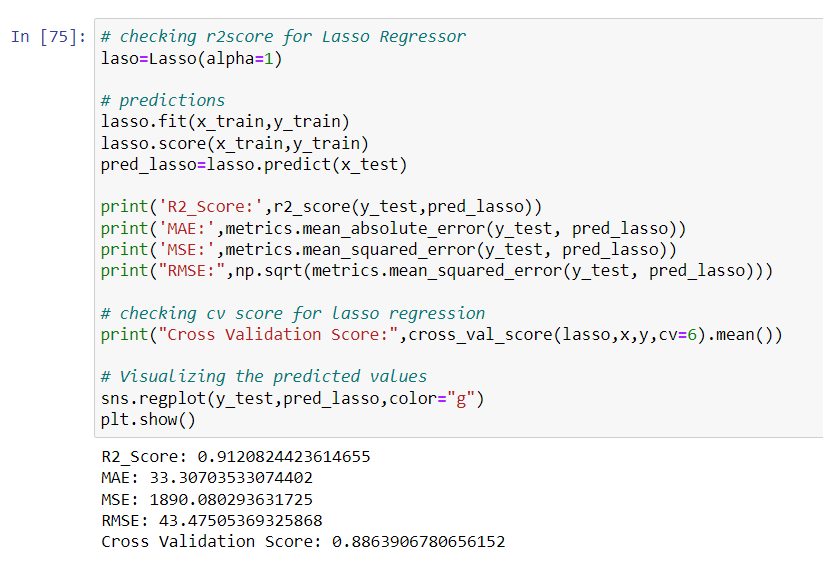 In [75]: # checking r2score for Lasso Regressor
laso=Lasso(alpha=1)
# predictions
lasso.fit(x_train,y_train)
lasso.score(x_train,y_train)
pred_lasso=lasso.predict(x_test)
print('R2_Score:',r2_score(y_test,pred_lasso))
print('MAE:',metrics.mean_absolute_error(y_test, pred_lasso))
print('MSE:',metrics.mean_squared_error(y_test, pred_lasso))
print("RMSE:",np.sqrt(metrics.mean_squared_error(y_test, pred_lasso)))
# checking cv score for lasso regression
print("Cross Validation Score:",cross_val_score(lasso,x,y,cv=6).mean())
# Visualizing the predicted values
sns.regplot(y_test,pred_lasso,color="g")
plt.show()
R2_Score: 0.9120824423614655
MAE: 33.30703533074402
MSE: 1890.080293631725
RMSE: 43.47505369325868
Cross Validation Score: 0.8863906780656152